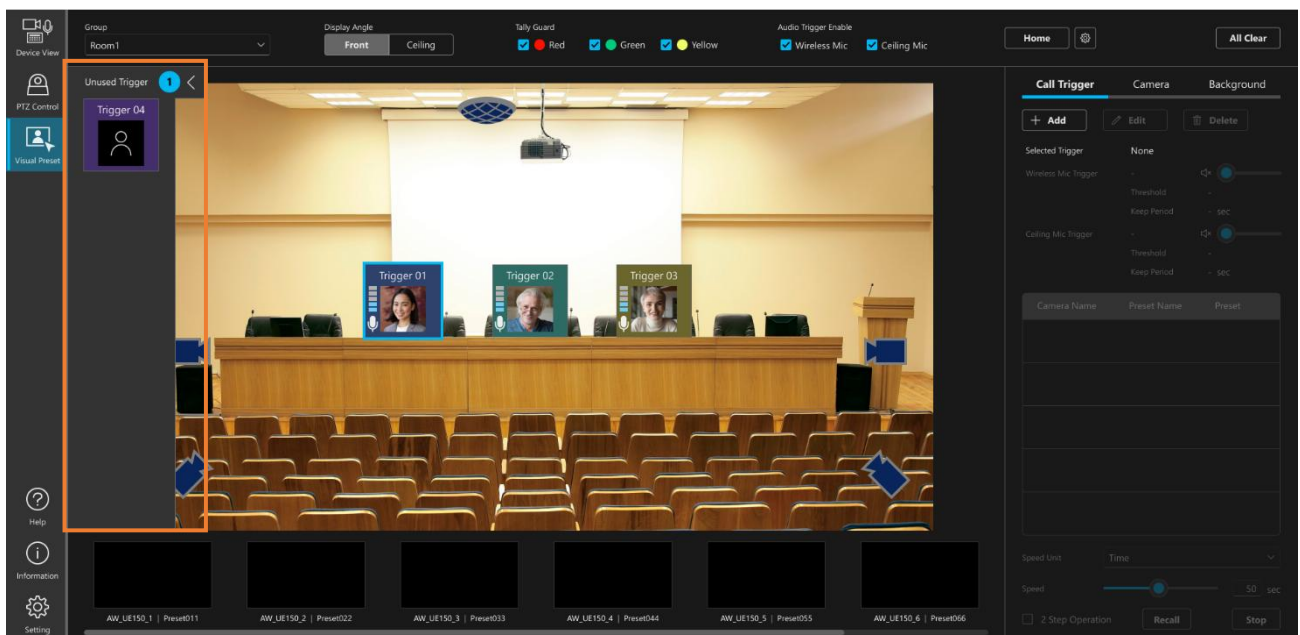 Device View
PTZ Control
Visual Preset
Help
Information
Setting
Group
Room1
Display Angle
Front Ceiling
Tally Guard
Red Green Yellow
Audio Trigger Enable
Wireless Mic Ceiling Mic
Home
All Clear
Unused Trigger 1
Trigger 04
Trigger 01 Trigger 02 Trigger 03
AW_UE150_1 | Preset011 AW_UE150_2 | Preset022 AW_UE150_3 | Preset033 AW_UE150_4 | Preset044 AW_UE150_5 | Preset055 AW_UE150_6 | Preset066
Call Trigger Camera Background
+ Add Edit Delete
Selected Trigger None
Wireless Mic Trigger -
Threshold -
Keep Period - sec
Ceiling Mic Trigger -
Threshold -
Keep Period - sec
Camera Name Preset Name Preset
Speed Unit Time
Speed 50 sec
2 Step Operation Recall Stop